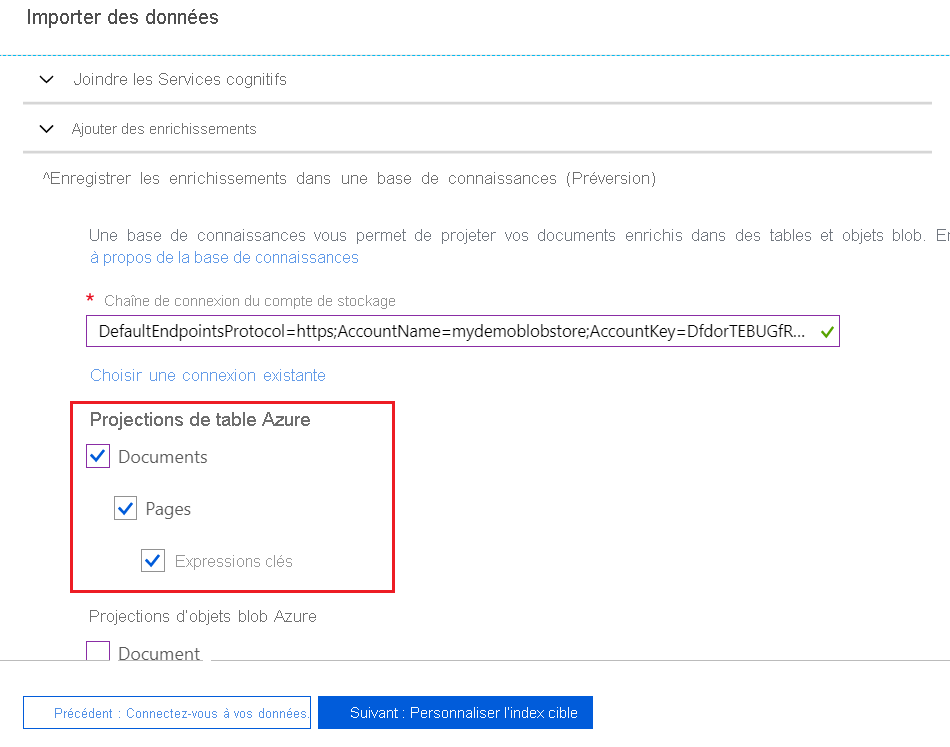 Importer des données
Joindre les Services cognitifs
Ajouter des enrichissements
^Enregistrer les enrichissements dans une base de connaissances (Préversion)
Une base de connaissances vous permet de projeter vos documents enrichis dans des tables et objets blob. En
à propos de la base de connaissances
* Chaîne de connexion du compte de stockage
DefaultEndpointsProtocol=https;AccountName=mydemoblobstore;AccountKey=DfdorTEBUGfR...
Choisir une connexion existante
Projections de table Azure
Documents
Pages
Expressions clés
Projections d'objets blob Azure
Document
Précédent : Connectez-vous à vos données.
Suivant : Personnaliser l'index cible